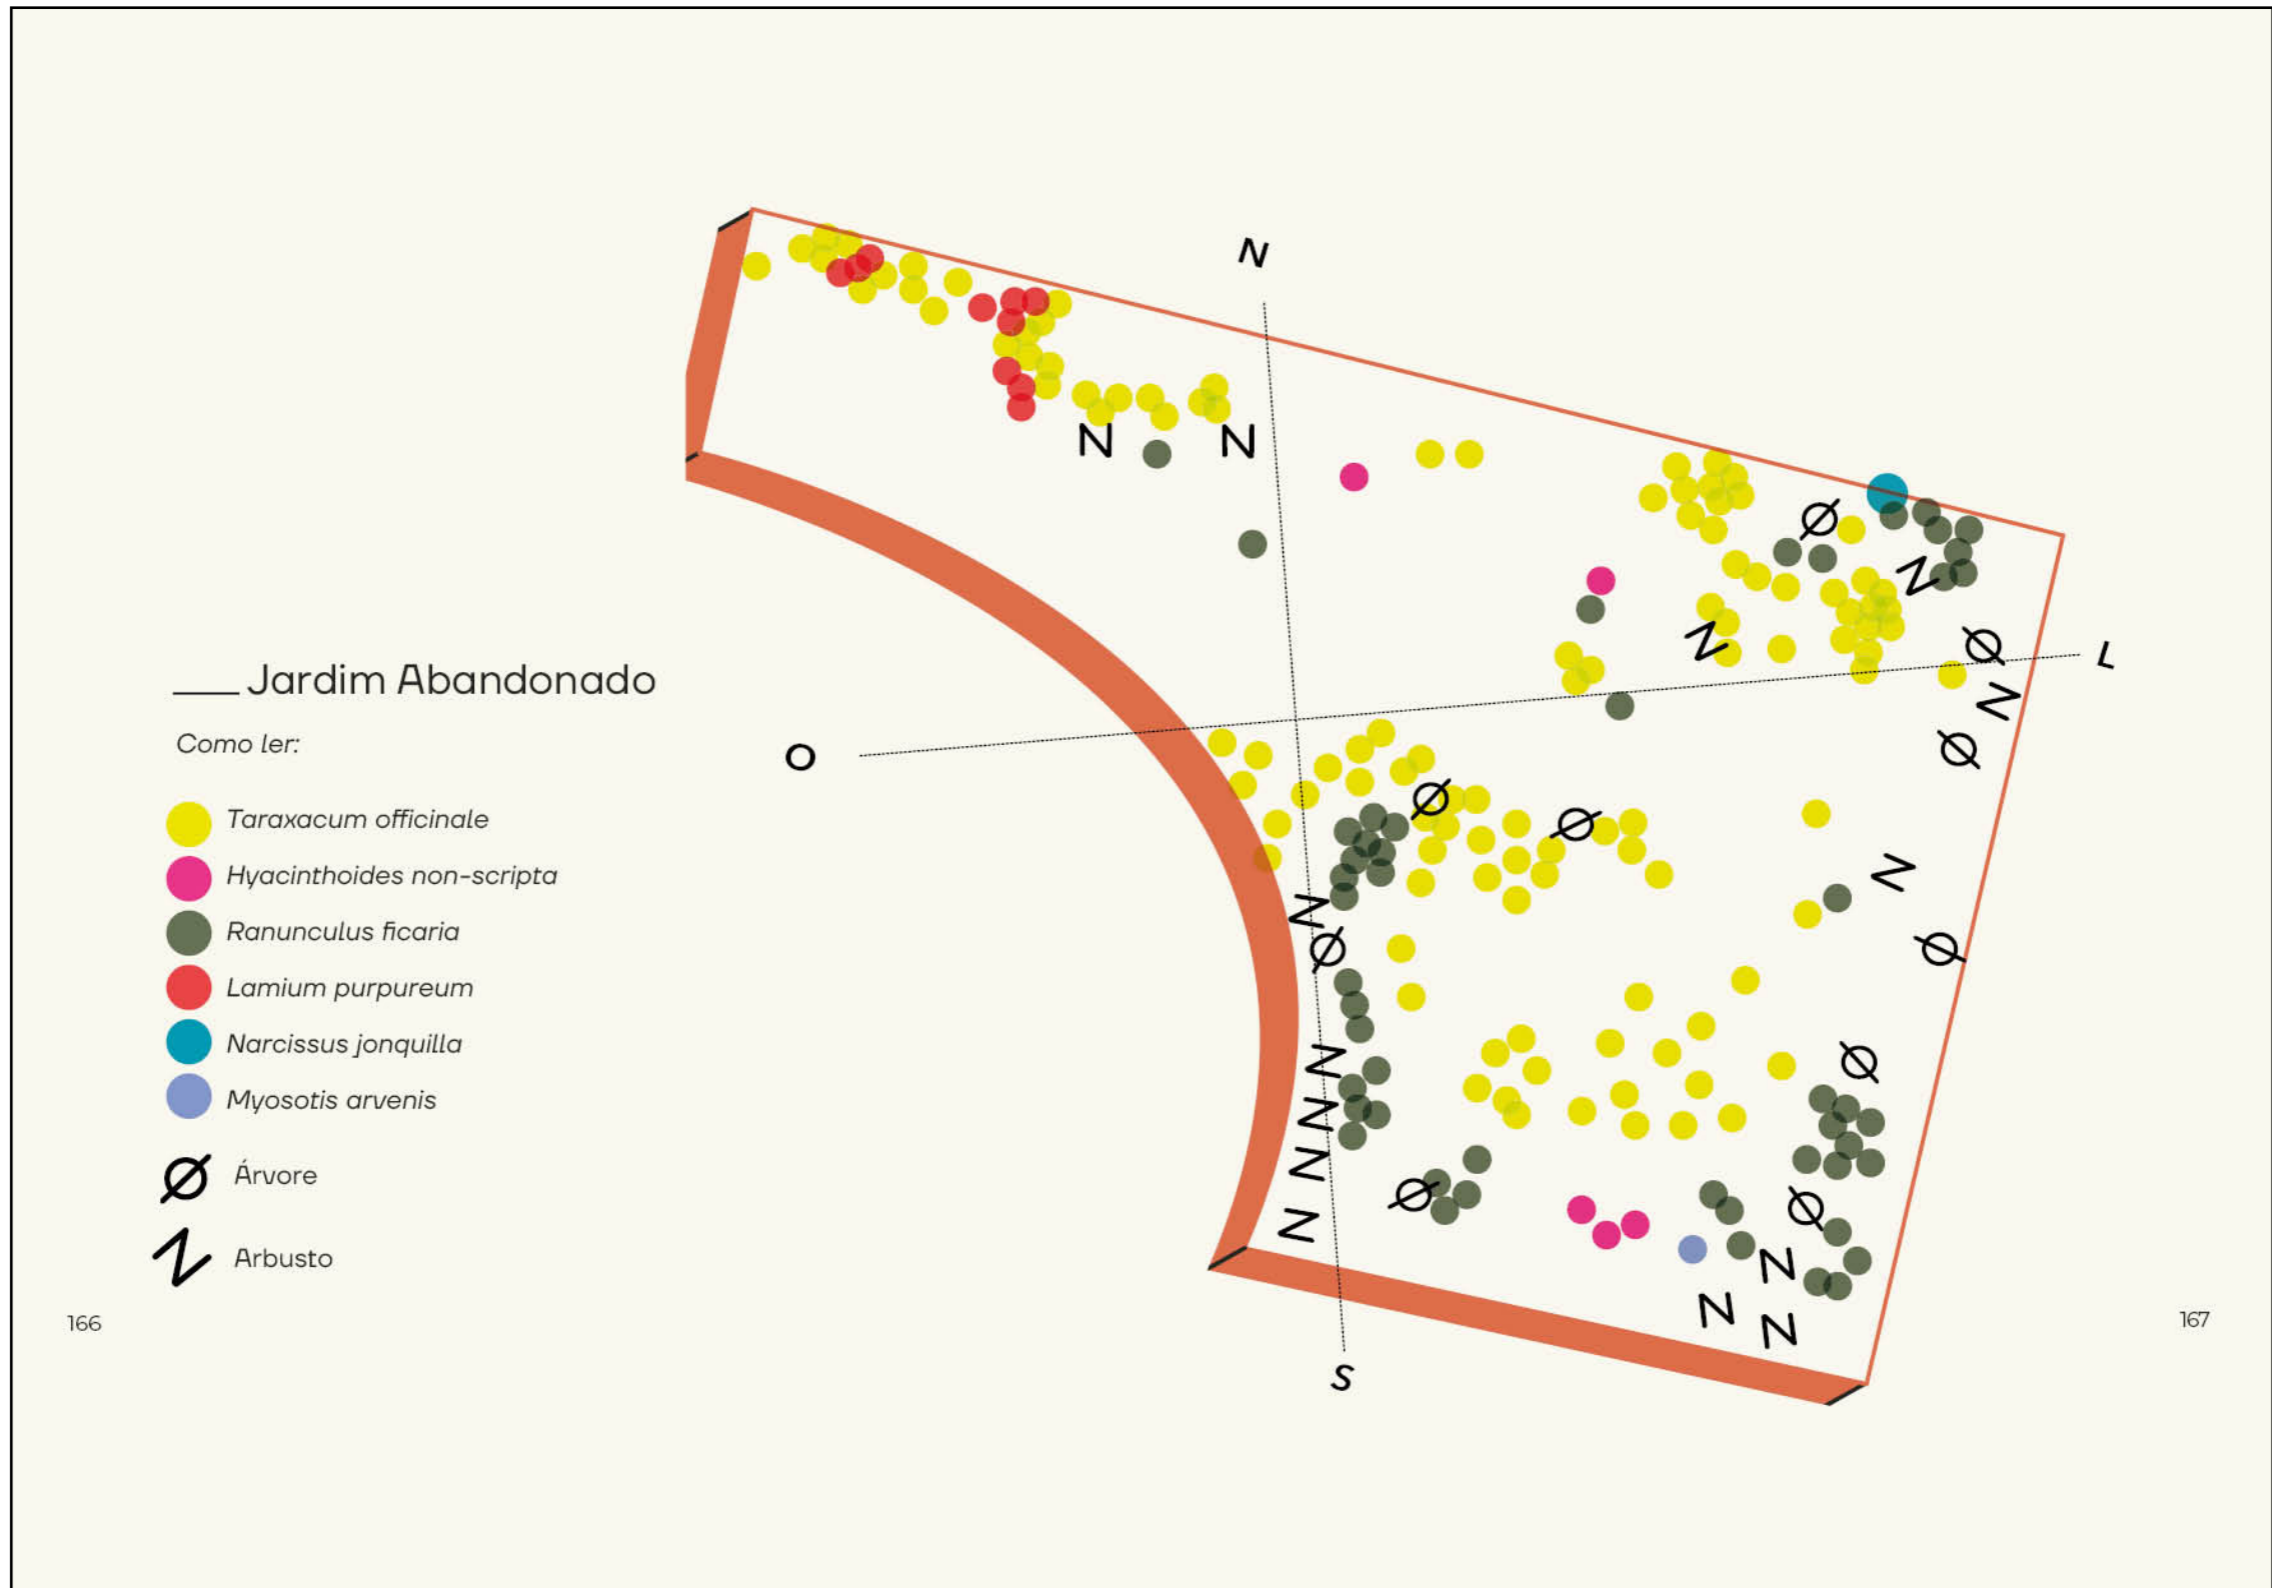 Jardim Abandonado
Como ler:
Taraxacum officinale
Hyacinthoides non-scripta
Ranunculus ficaria
Lamium purpureum
Narcissus jonquilla
Myosotis arvenis
Árvore
Arbusto
166
N
L
O
S
167